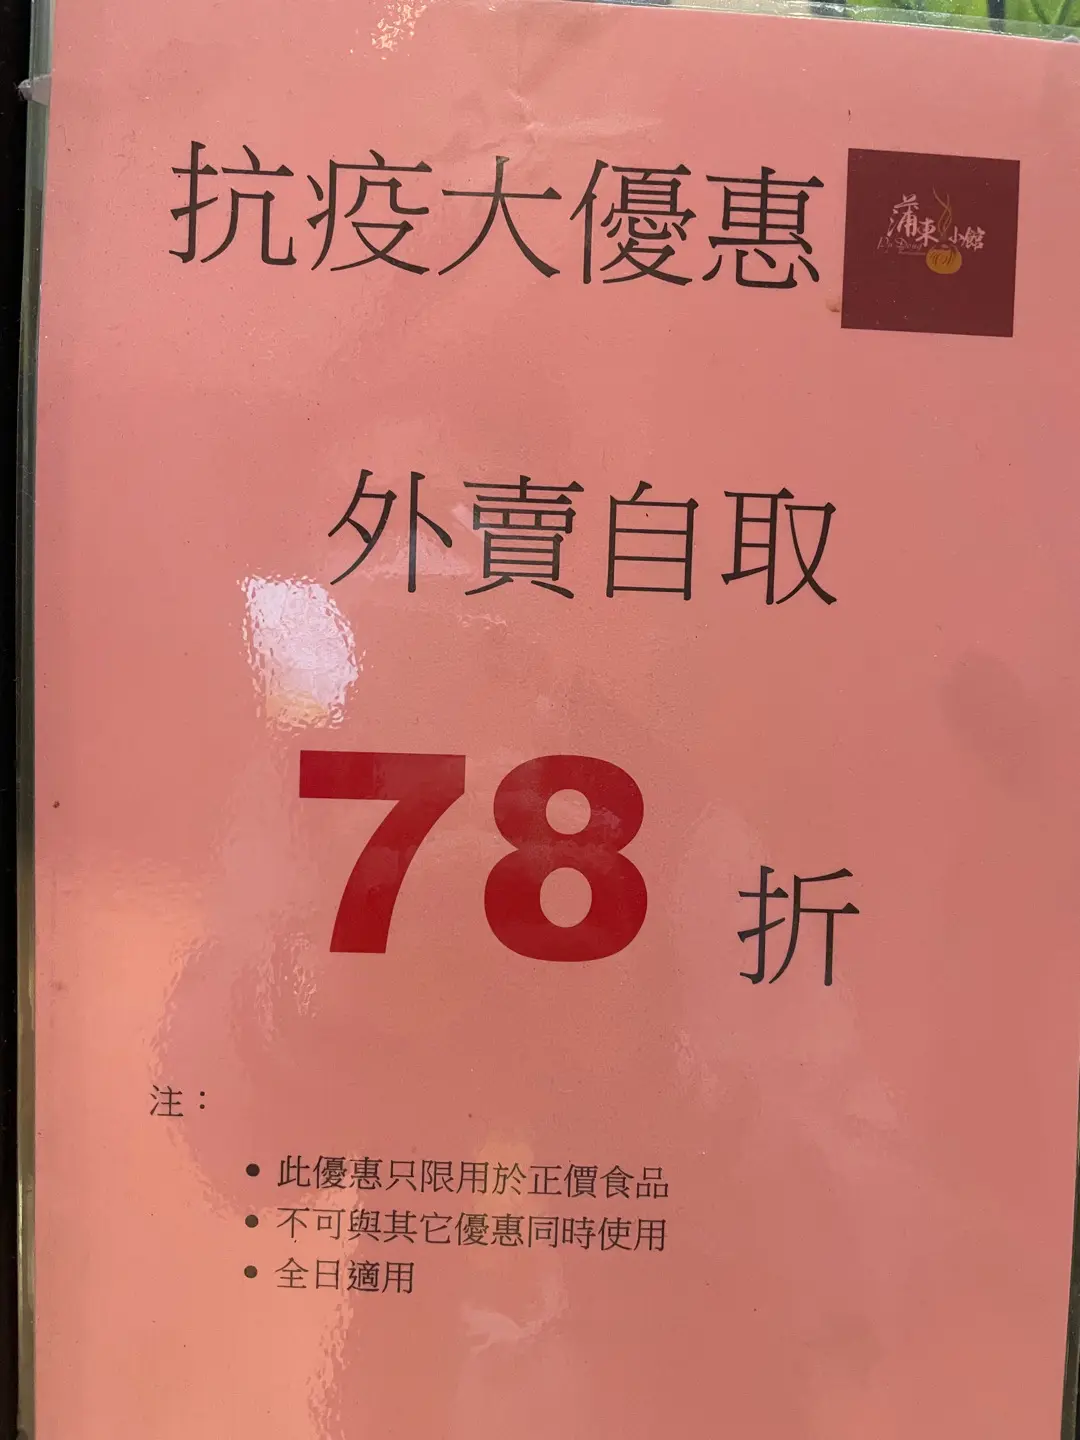 抗疫大優惠
蒲東小館
外賣自取
78折
注：
• 此優惠只限用於正價食品
• 不可與其它優惠同時使用
• 全日適用